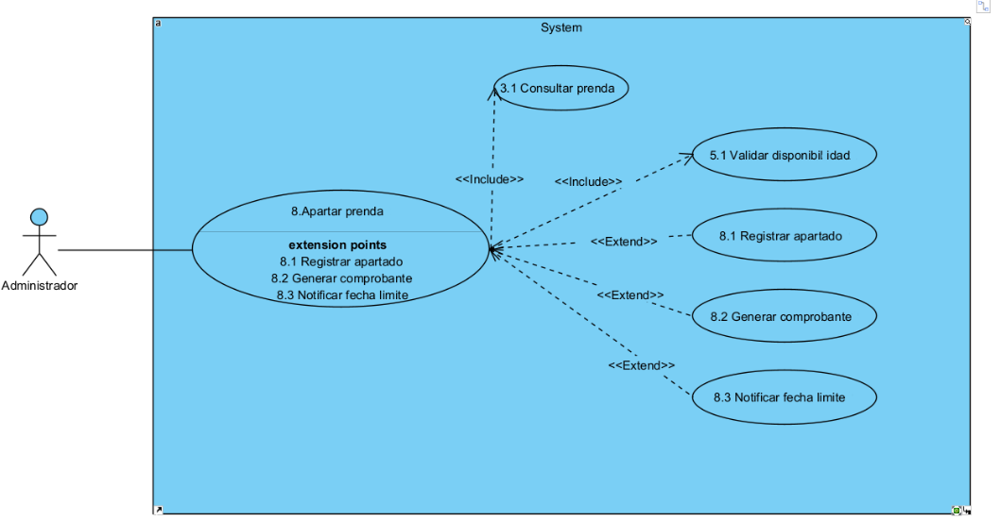 a
System
3.1 Consultar prenda
5.1 Validar disponibilidad
<<Include>>
<<Include>>
8.Apartar prenda
extension points
8.1 Registrar apartado
8.2 Generar comprobante
8.3 Notificar fecha limite
<<Extend>>
8.1 Registrar apartado
<<Extend>>
8.2 Generar comprobante
<<Extend>>
8.3 Notificar fecha limite
Administrador